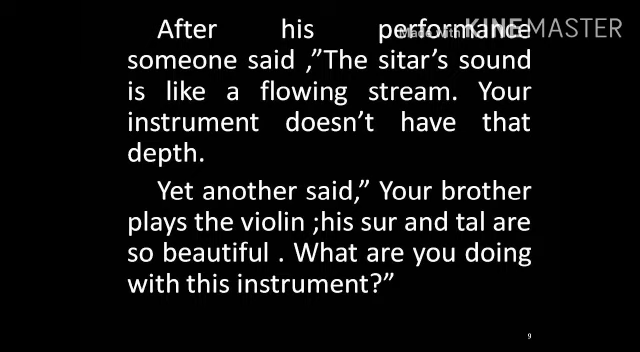 Made with KINEMASTER
After his performance
someone said ,”The sitar’s sound
is like a flowing stream. Your
instrument doesn’t have that
depth.
Yet another said,” Your brother
plays the violin ;his sur and tal are
so beautiful . What are you doing
with this instrument?”
9